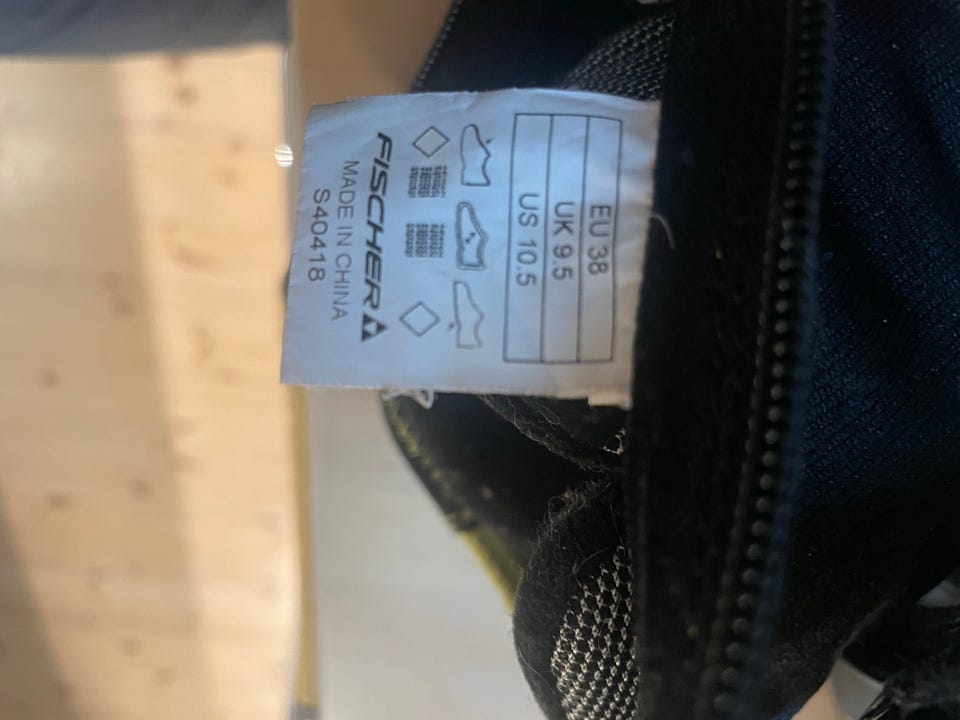 EU 38
UK 9.5
US 10.5
FISCHER
MADE IN CHINA
S40418